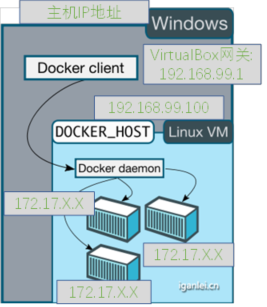 主机IP地址
Windows
Docker client
VirtualBox网关:
192.168.99.1
192.168.99.100
DOCKER_HOST
Linux VM
Docker daemon
172.17.X.X
172.17.X.X
172.17.X.X
iganlei.cn